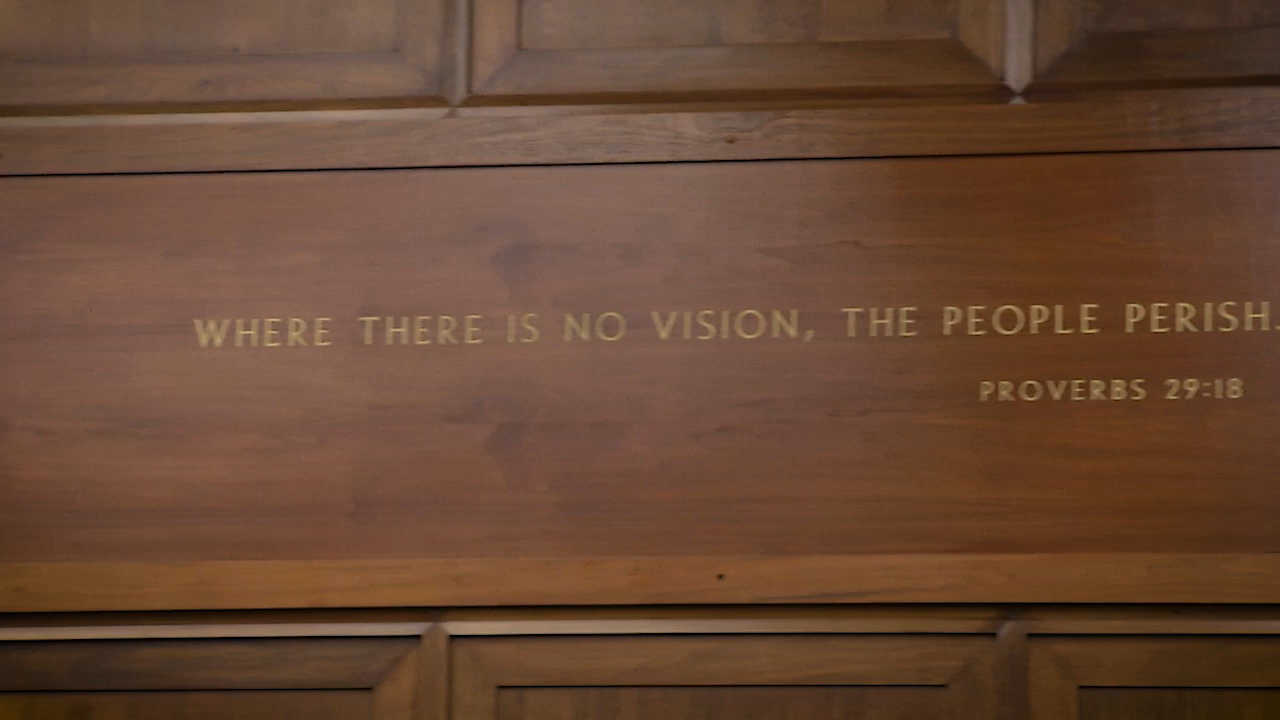 WHERE THERE IS NO VISION, THE PEOPLE PERISH.
PROVERBS 29:18